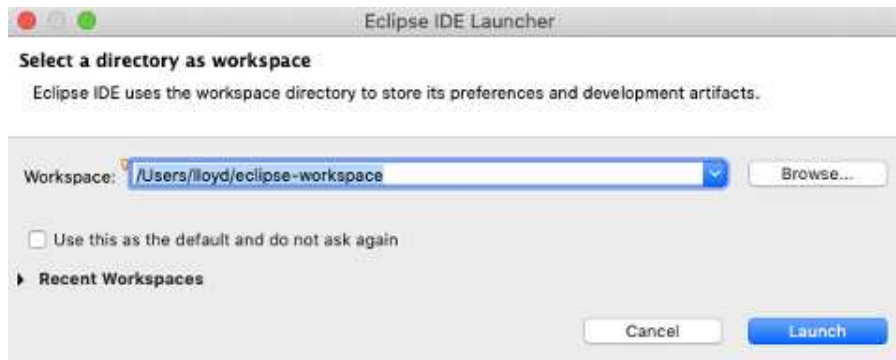 Eclipse IDE Launcher
Select a directory as workspace
Eclipse IDE uses the workspace directory to store its preferences and development artifacts.
Workspace: /Users/lloyd/eclipse-workspace Browse...
Use this as the default and do not ask again
Recent Workspaces
Cancel Launch